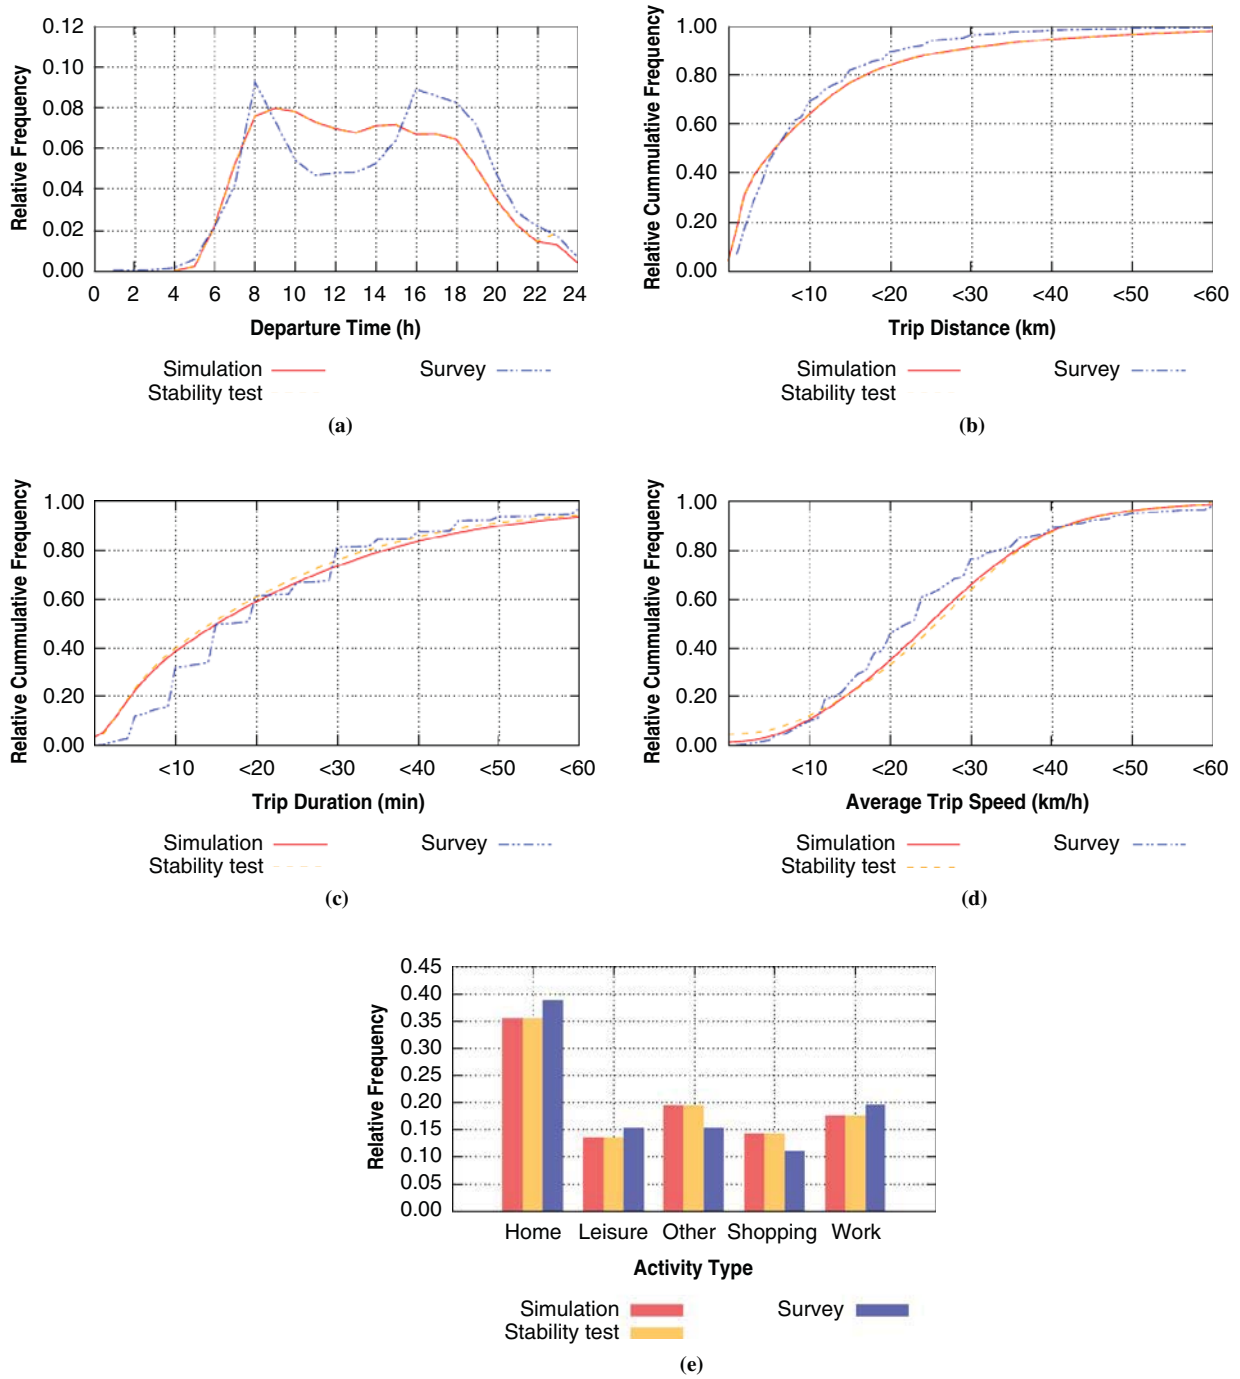 0.12
0.10
0.08
0.06
0.04
0.02
0.00
Relative Frequency
0 2 4 6 8 10 12 14 16 18 20 22 24
Departure Time (h)
Simulation Survey
Stability test
(a)
1.00
0.80
0.60
0.40
0.20
0.00
Relative Cummulative Frequency
<10 <20 <30 <40 <50 <60
Trip Distance (km)
Simulation Survey
Stability test
(b)
1.00
0.80
0.60
0.40
0.20
0.00
Relative Cummulative Frequency
<10 <20 <30 <40 <50 <60
Trip Duration (min)
Simulation Survey
Stability test
(c)
1.00
0.80
0.60
0.40
0.20
0.00
Relative Cummulative Frequency
<10 <20 <30 <40 <50 <60
Average Trip Speed (km/h)
Simulation Survey
Stability test
(d)
0.45
0.40
0.35
0.30
0.25
0.20
0.15
0.10
0.05
0.00
Relative Frequency
Home Leisure Other Shopping Work
Activity Type
Simulation Survey
Stability test
(e)